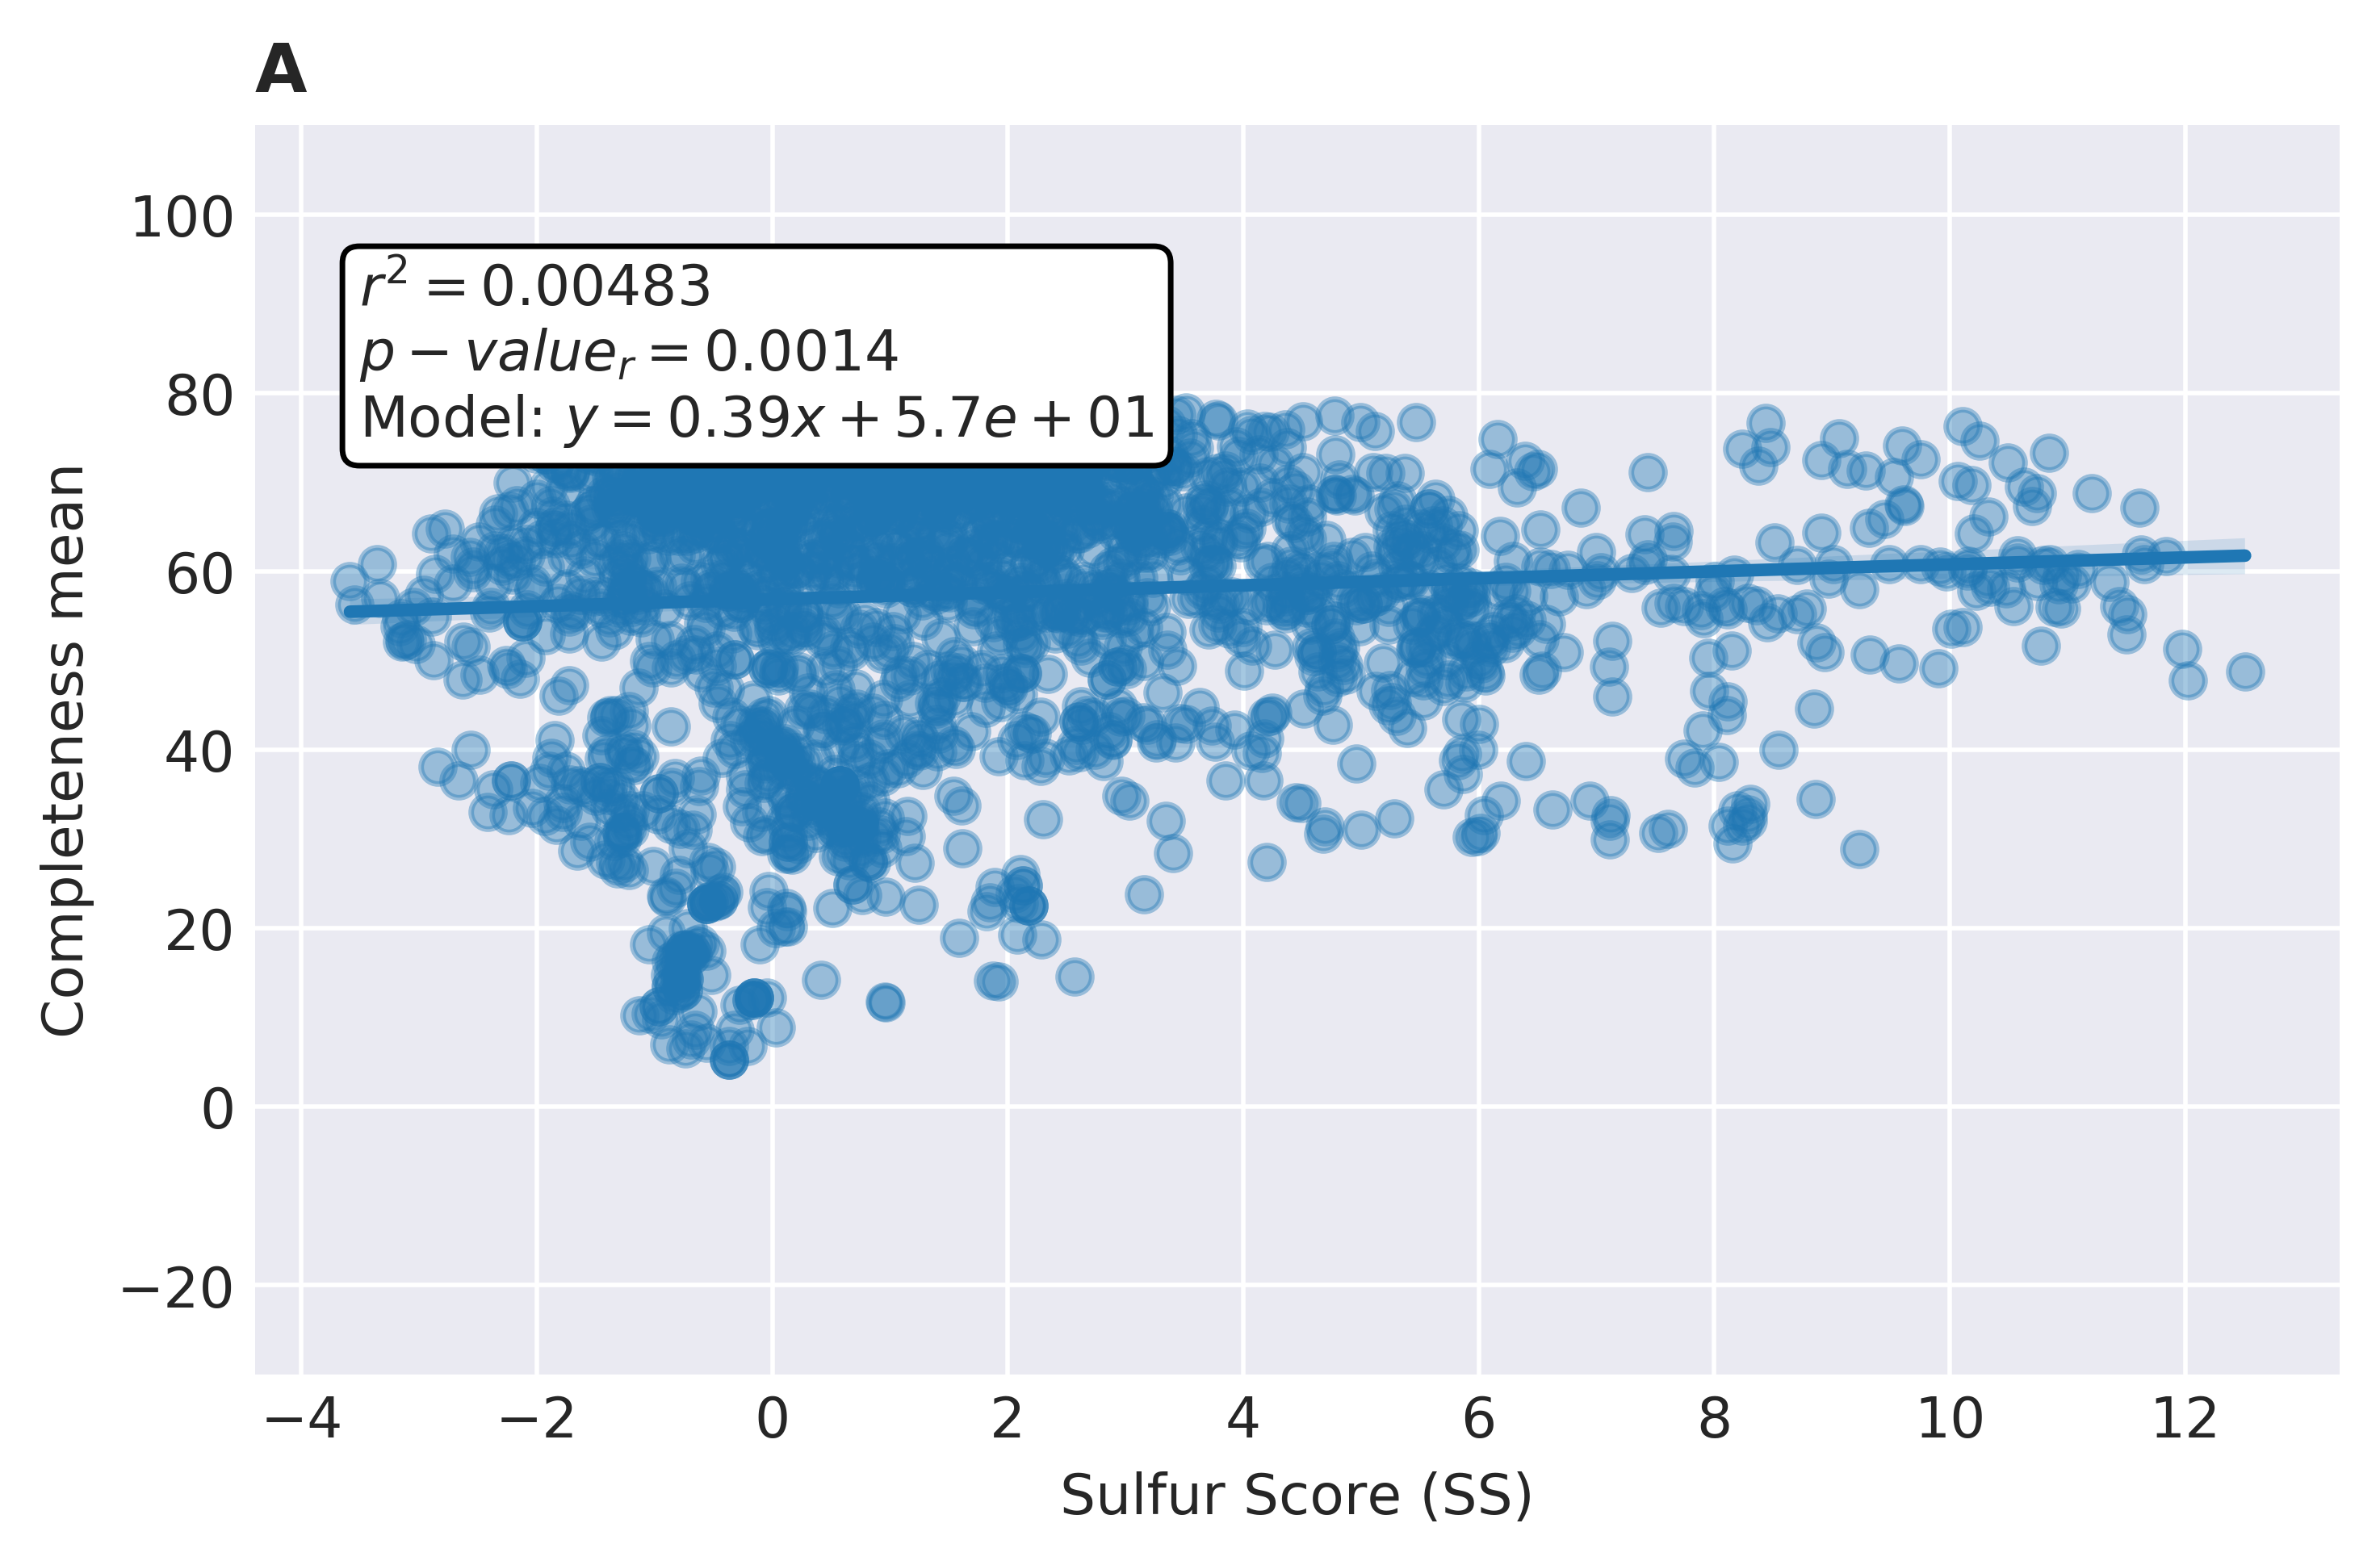 A
r² = 0.00483
p − value_r = 0.0014
Model: y = 0.39x + 5.7e + 01
100
80
60
40
20
0
−20
Completeness mean
−4 −2 0 2 4 6 8 10 12
Sulfur Score (SS)